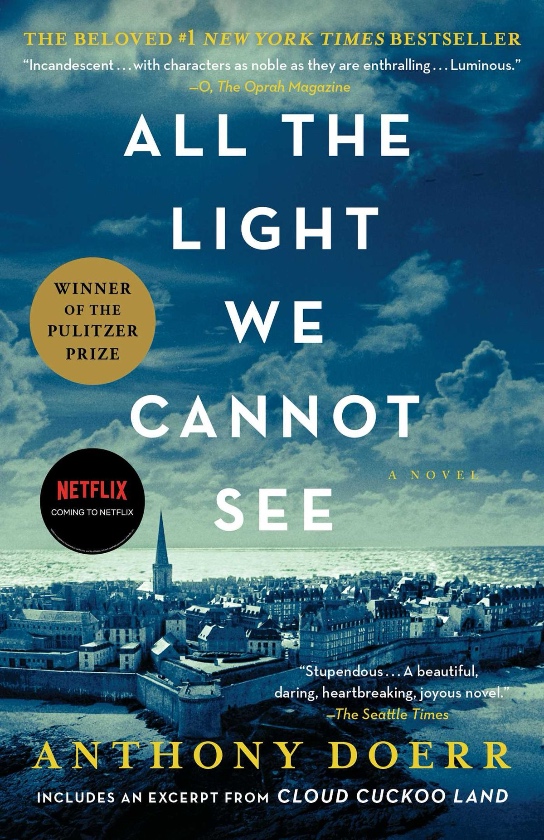 THE BELOVED #1 NEW YORK TIMES BESTSELLER
“Incandescent...with characters as noble as they are enthralling...Luminous.”
—O, The Oprah Magazine
ALL THE
LIGHT
WE
CANNOT
SEE
A NOVEL
WINNER
OF THE
PULITZER
PRIZE
NETFLIX
COMING TO NETFLIX
“Stupendous...A beautiful,
daring, heartbreaking, joyous novel.”
—The Seattle Times
ANTHONY DOERR
INCLUDES AN EXCERPT FROM CLOUD CUCKOO LAND